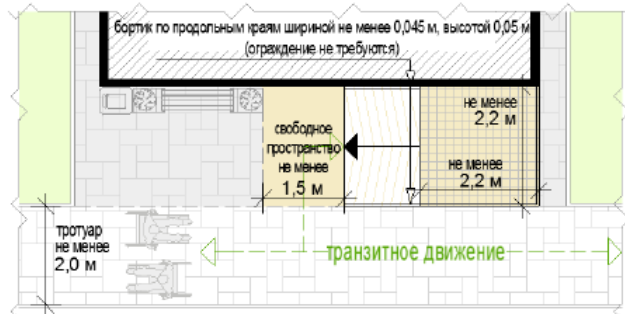 бортик по продольным краям шириной не менее 0,045 м, высотой 0,05 м
(ограждение не требуются)
свободное
пространство
не менее
1,5 м
не менее
2,2 м
не менее
2,2 м
тротуар
не менее
2,0 м
транзитное движение